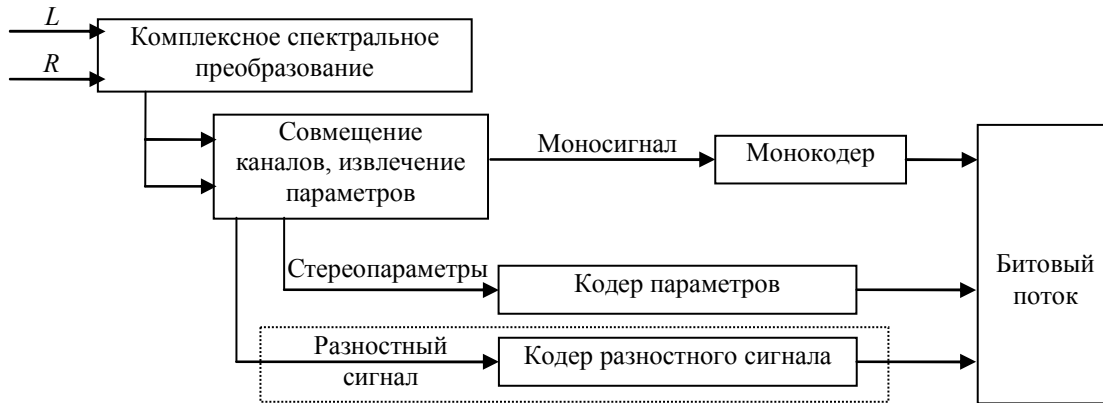 L
Комплексное спектральное
преобразование
R
Совмещение
каналов, извлечение
параметров
Моносигнал
Монокодер
Стереопараметры
Кодер параметров
Битовый
поток
Разностный
сигнал
Кодер разностного сигнала